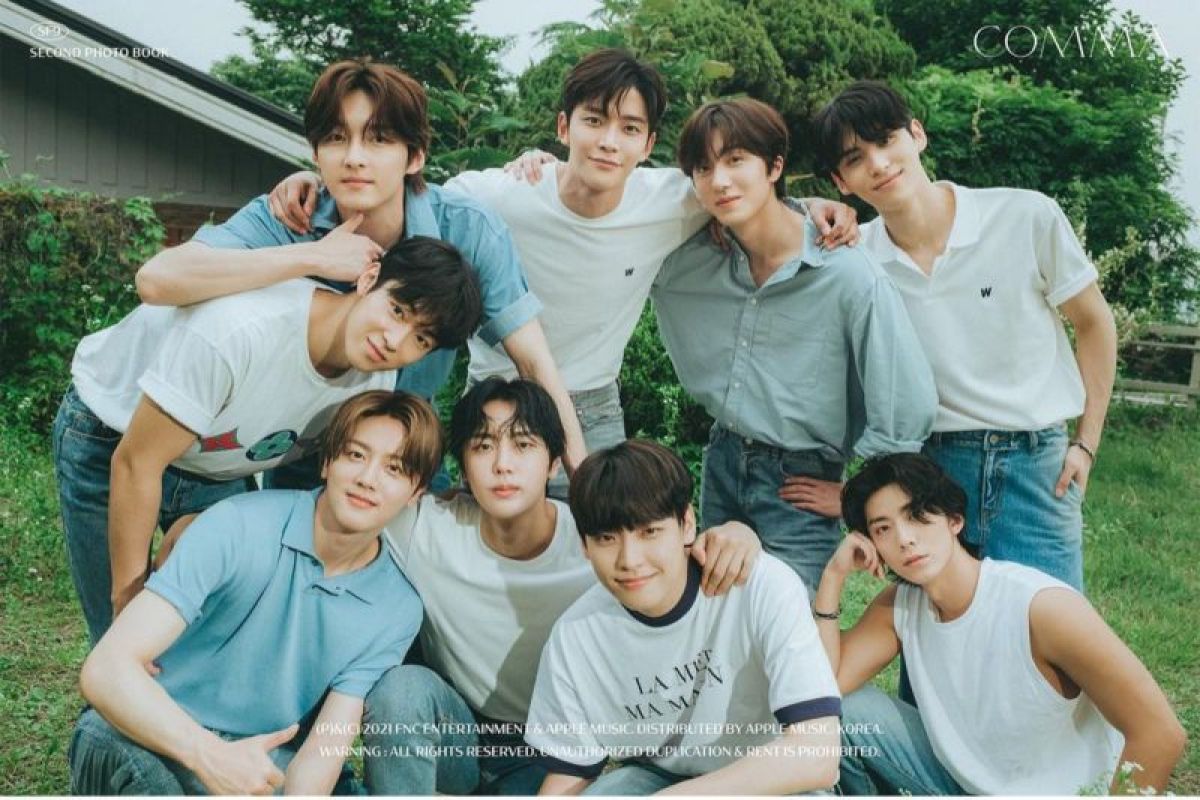 SF9
SECOND PHOTO BOOK
COMMA
W
W
LA MER
MA MAIN
(P)&(C) 2021 FNC ENTERTAINMENT & APPLE MUSIC. DISTRIBUTED BY APPLE MUSIC. KOREA.
WARNING : ALL RIGHTS RESERVED. UNAUTHORIZED DUPLICATION & RENT IS PROHIBITED.